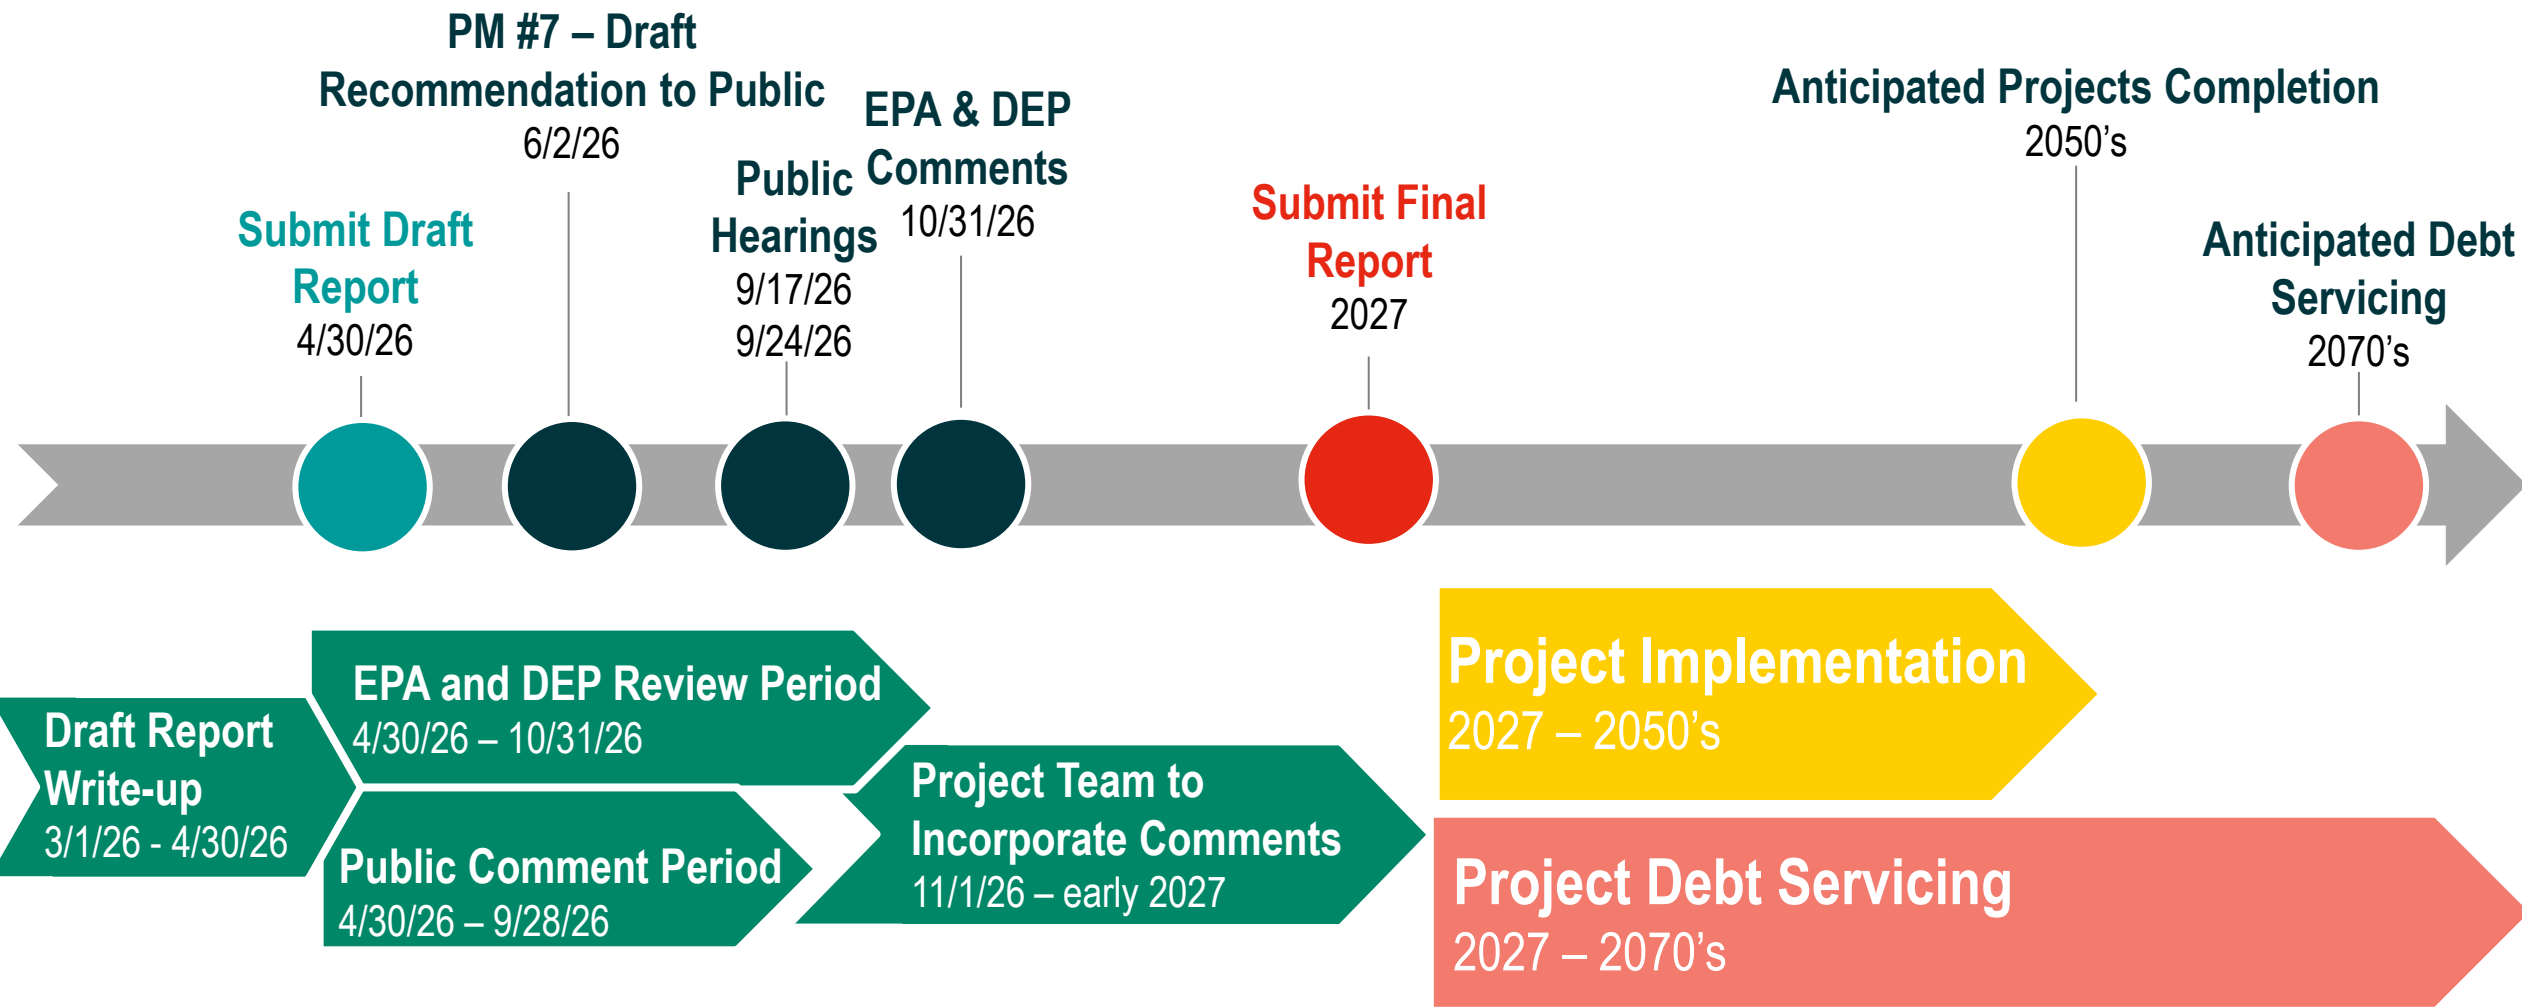 PM #7 – Draft
Recommendation to Public
6/2/26
EPA & DEP
Comments
10/31/26
Public
Hearings
9/17/26
9/24/26
Submit Draft
Report
4/30/26
Submit Final
Report
2027
Anticipated Projects Completion
2050’s
Anticipated Debt
Servicing
2070’s
Draft Report
Write-up
3/1/26 - 4/30/26
EPA and DEP Review Period
4/30/26 – 10/31/26
Public Comment Period
4/30/26 – 9/28/26
Project Team to
Incorporate Comments
11/1/26 – early 2027
Project Implementation
2027 – 2050’s
Project Debt Servicing
2027 – 2070’s